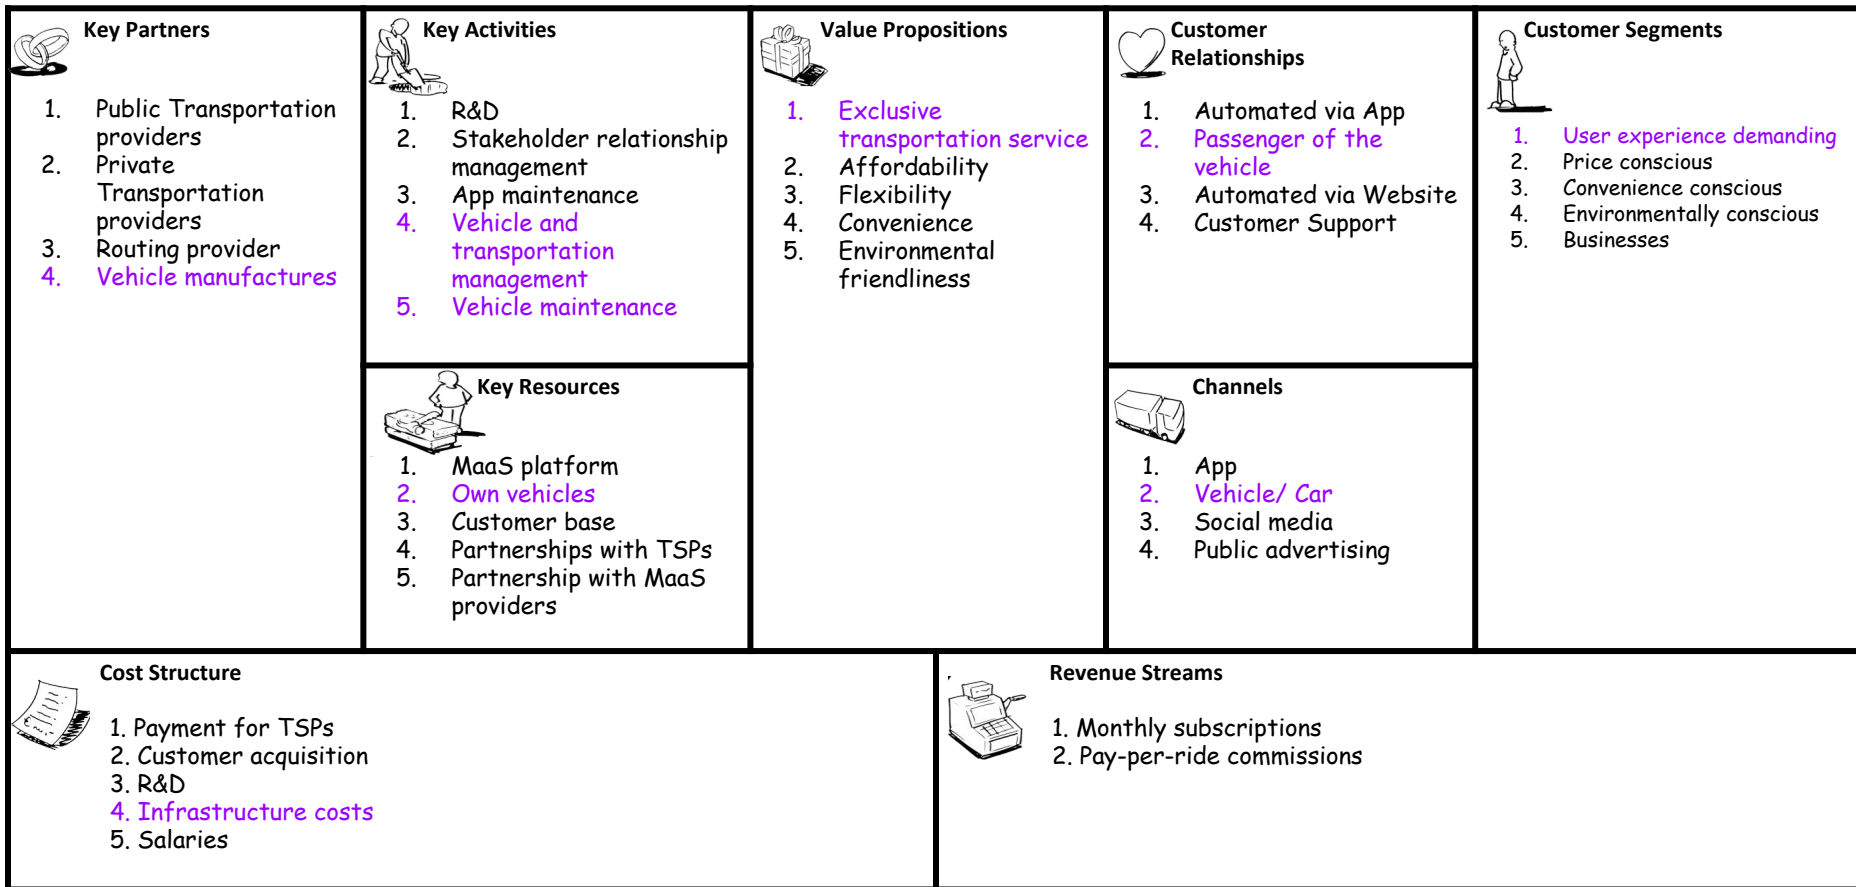 Key Partners
1. Public Transportation
providers
2. Private
Transportation
providers
3. Routing provider
4. Vehicle manufactures
Key Activities
1. R&D
2. Stakeholder relationship
management
3. App maintenance
4. Vehicle and
transportation
management
5. Vehicle maintenance
Key Resources
1. MaaS platform
2. Own vehicles
3. Customer base
4. Partnerships with TSPs
5. Partnership with MaaS
providers
Value Propositions
1. Exclusive
transportation service
2. Affordability
3. Flexibility
4. Convenience
5. Environmental
friendliness
Customer
Relationships
1. Automated via App
2. Passenger of the
vehicle
3. Automated via Website
4. Customer Support
Channels
1. App
2. Vehicle/ Car
3. Social media
4. Public advertising
Customer Segments
1. User experience demanding
2. Price conscious
3. Convenience conscious
4. Environmentally conscious
5. Businesses
Cost Structure
1. Payment for TSPs
2. Customer acquisition
3. R&D
4. Infrastructure costs
5. Salaries
Revenue Streams
1. Monthly subscriptions
2. Pay-per-ride commissions